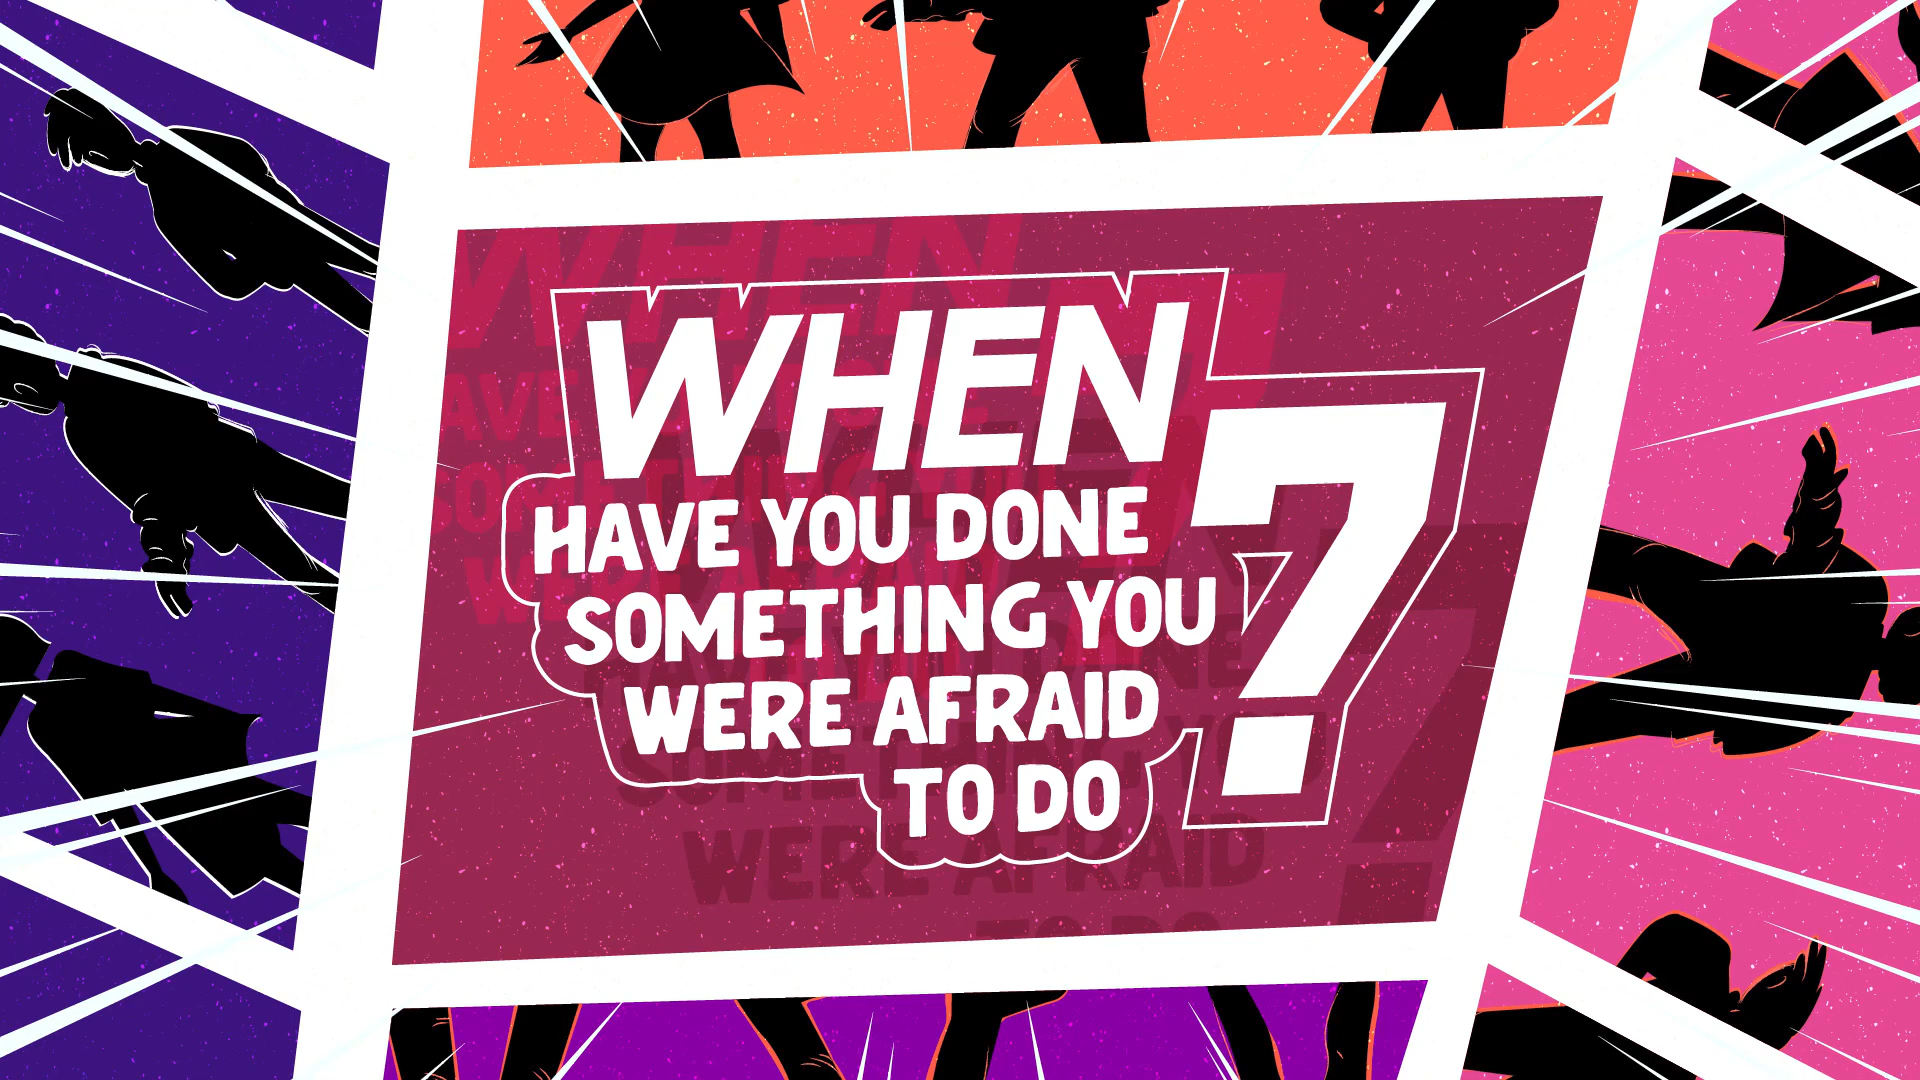 WHEN
HAVE YOU DONE
SOMETHING YOU
WERE AFRAID
TO DO?